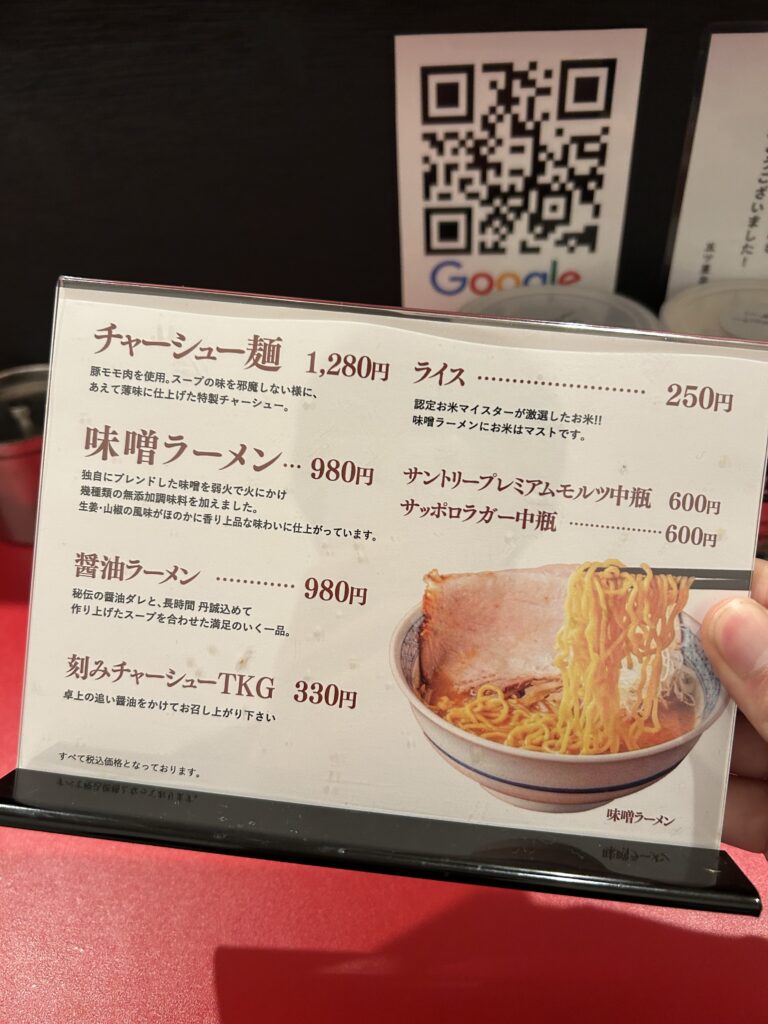 Google
ございました!
チャーシュー麺 1,280円
豚モモ肉を使用。スープの味を邪魔しない様に、
あえて薄味に仕上げた特製チャーシュー。
味噌ラーメン… 980円
独自にブレンドした味噌を弱火で火にかけ
幾種類の無添加調味料を加えました。
生姜・山椒の風味がほのかに香り上品な味わいに仕上がっています。
醤油ラーメン ………… 980円
秘伝の醤油ダレと、長時間 丹誠込めて
作り上げたスープを合わせた満足のいく一品。
刻みチャーシューTKG 330円
卓上の追い醤油をかけてお召し上がり下さい
すべて税込価格となっております。
ライス ………………… 250円
認定お米マイスターが激選したお米!!
味噌ラーメンにお米はマストです。
サントリープレミアムモルツ中瓶 600円
サッポロラガー中瓶 ………… 600円
味噌ラーメン